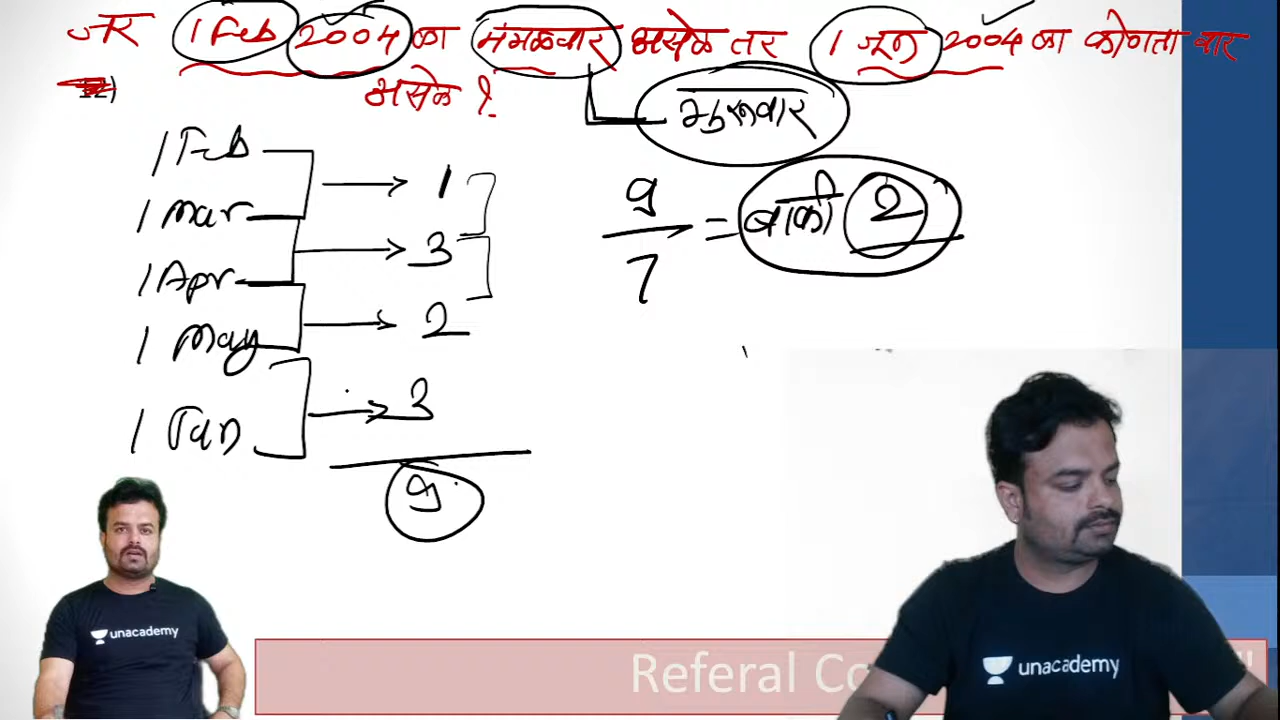 जर 1 Feb 2004 ला मंगळवार असेल तर 1 जून 2004 ला कोणता वार
असेल ?
गुरुवार
1 Feb
1 Mar
1 Apr
1 May
1 Jun
1
3
2
3
9
9
7
= बाकी 2
unacademy
unacademy
Referal Co